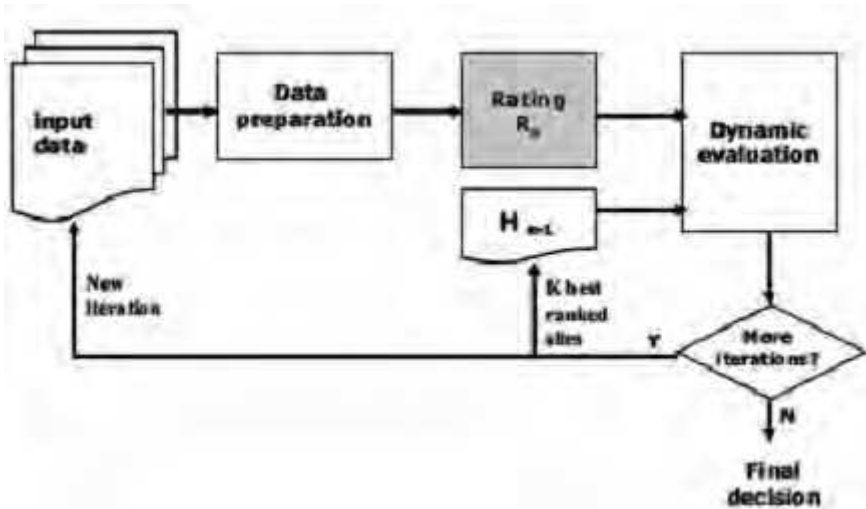 input
data
Data
preparation
Rating
Dynamic
evaluation
H
New
iteration
K best
ranked
sites
Y
More
iterations?
N
Final
decision